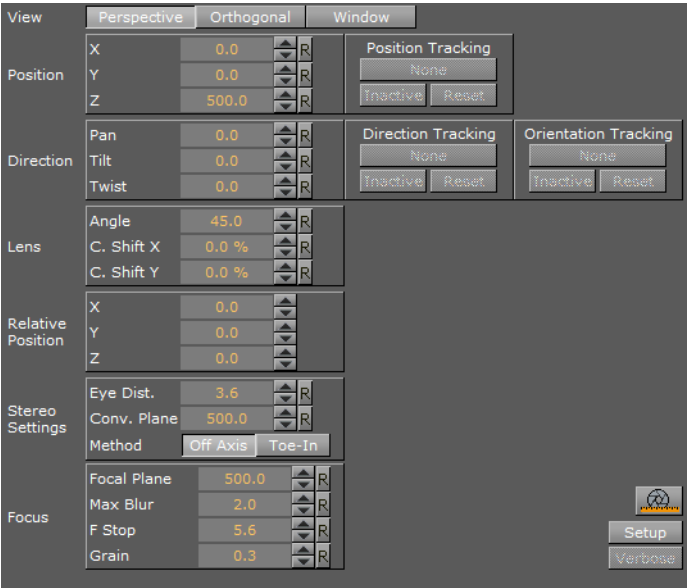 View Perspective Orthogonal Window
Position
X 0.0 R
Y 0.0 R
Z 500.0 R
Position Tracking
None
Inactive Reset
Direction
Pan 0.0 R
Tilt 0.0 R
Twist 0.0 R
Direction Tracking
None
Inactive Reset
Orientation Tracking
None
Inactive Reset
Lens
Angle 45.0 R
C. Shift X 0.0 % R
C. Shift Y 0.0 % R
Relative
Position
X 0.0
Y 0.0
Z 0.0
Stereo
Settings
Eye Dist. 3.6 R
Conv. Plane 500.0 R
Method Off Axis Toe-In
Focus
Focal Plane 500.0 R
Max Blur 2.0 R
F Stop 5.6 R
Grain 0.3 R
Setup
Verbose